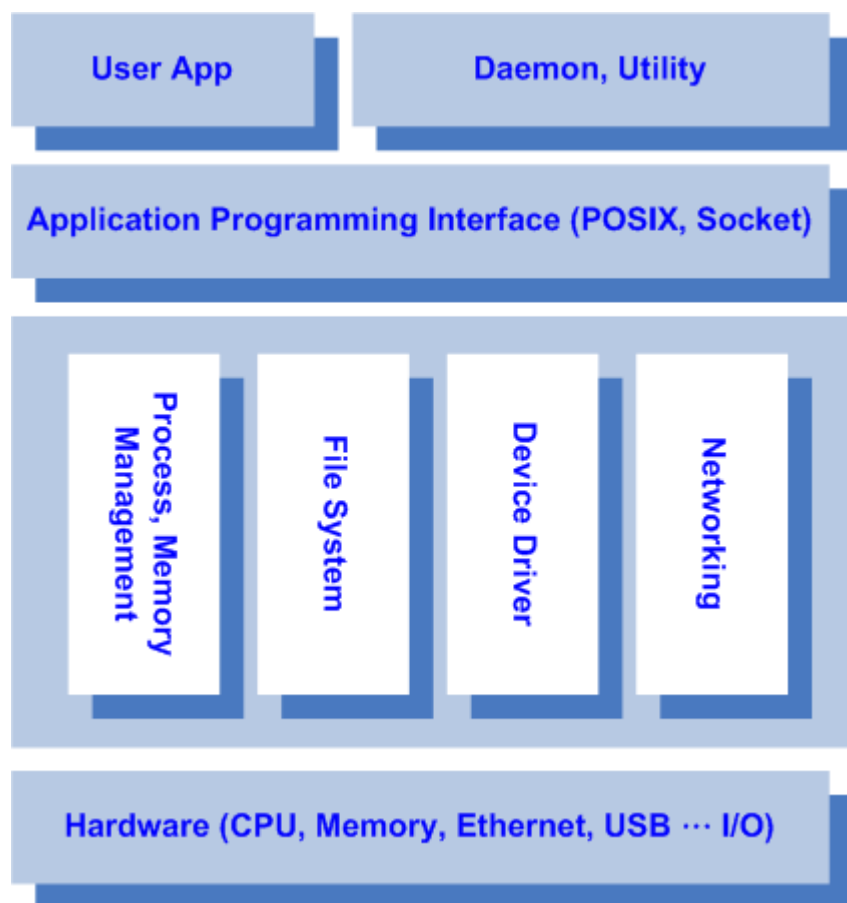 User App
Daemon, Utility
Application Programming Interface (POSIX, Socket)
Process, Memory
Management
File System
Device Driver
Networking
Hardware (CPU, Memory, Ethernet, USB ⋯ I/O)